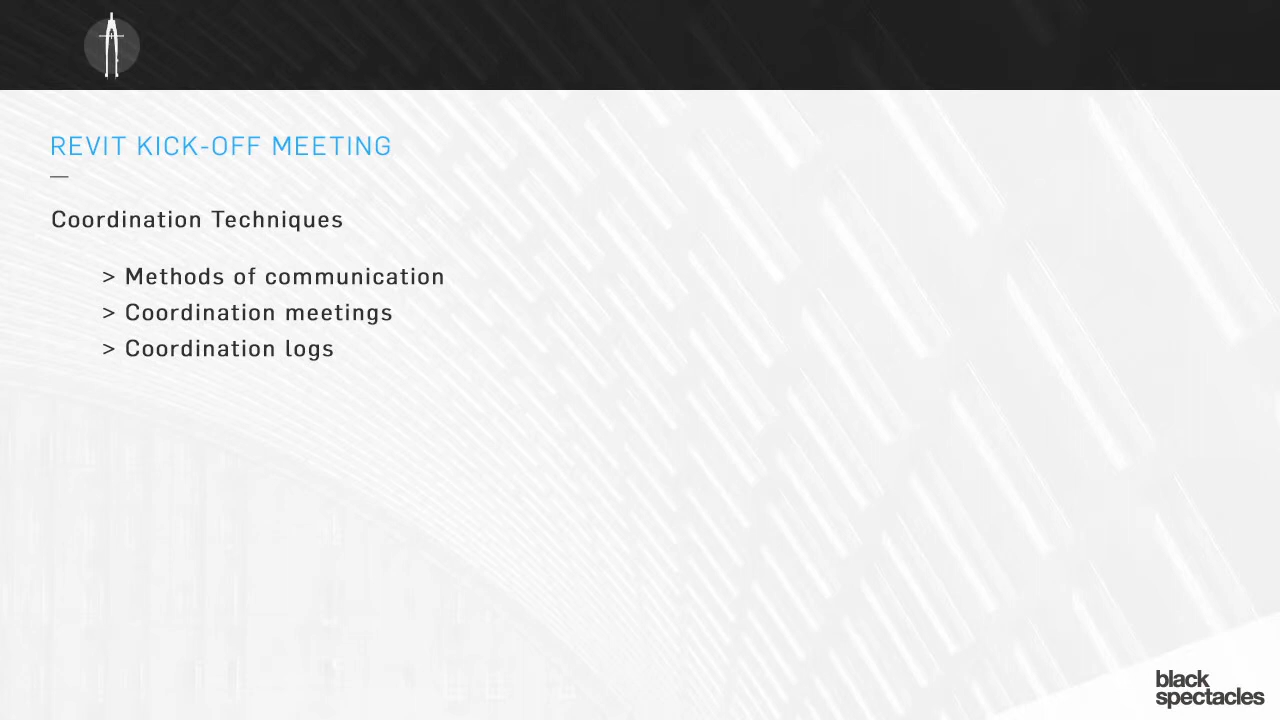 REVIT KICK-OFF MEETING
Coordination Techniques
> Methods of communication
> Coordination meetings
> Coordination logs
black
spectacles